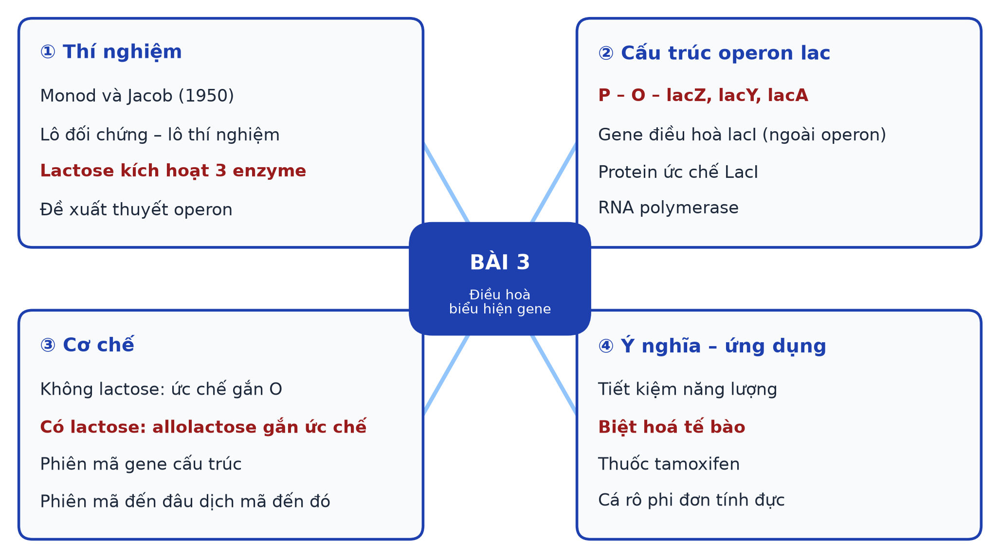 ① Thí nghiệm
Monod và Jacob (1950)
Lô đối chứng – lô thí nghiệm
Lactose kích hoạt 3 enzyme
Đề xuất thuyết operon
② Cấu trúc operon lac
P – O – lacZ, lacY, lacA
Gene điều hoà lacI (ngoài operon)
Protein ức chế LacI
RNA polymerase
BÀI 3
Điều hoà
biểu hiện gene
③ Cơ chế
Không lactose: ức chế gắn O
Có lactose: allolactose gắn ức chế
Phiên mã gene cấu trúc
Phiên mã đến đâu dịch mã đến đó
④ Ý nghĩa – ứng dụng
Tiết kiệm năng lượng
Biệt hoá tế bào
Thuốc tamoxifen
Cá rô phi đơn tính đực